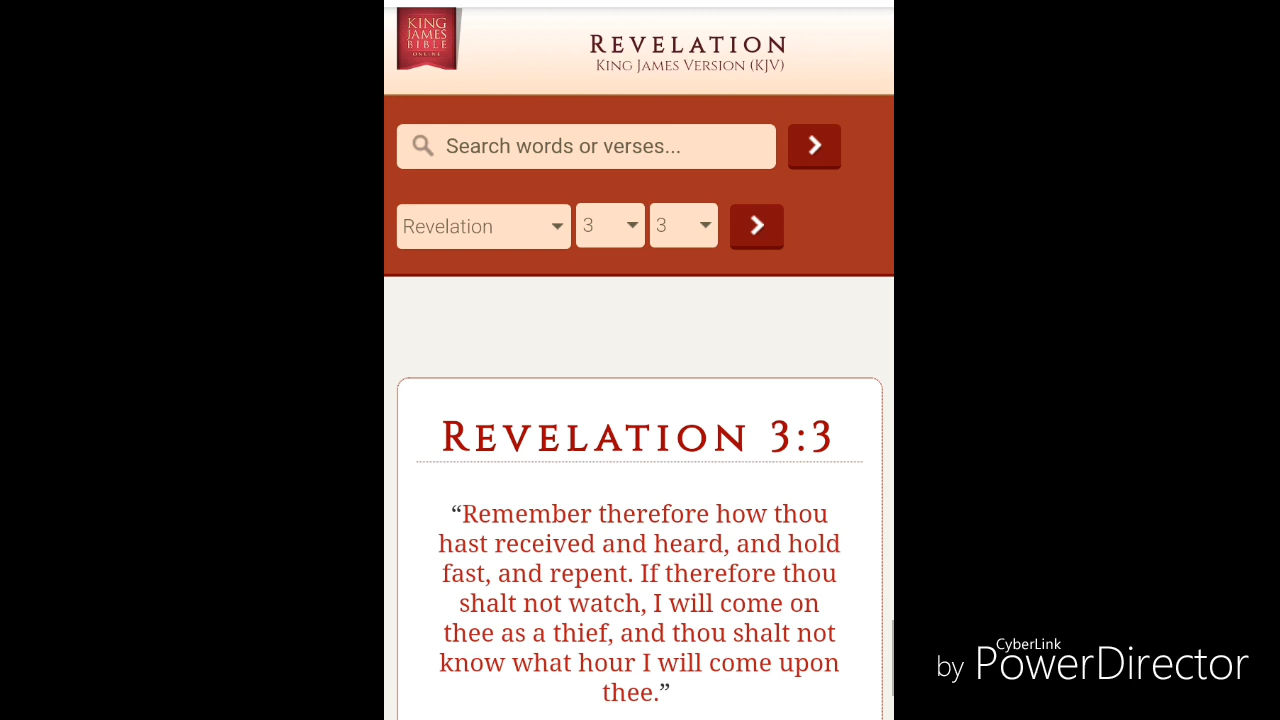 KING
JAMES
BIBLE
ONLINE
REVELATION
KING JAMES VERSION (KJV)
Search words or verses...
Revelation 3 3
REVELATION 3:3
“Remember therefore how thou
hast received and heard, and hold
fast, and repent. If therefore thou
shalt not watch, I will come on
thee as a thief, and thou shalt not
know what hour I will come upon
thee.”
CyberLink
by PowerDirector